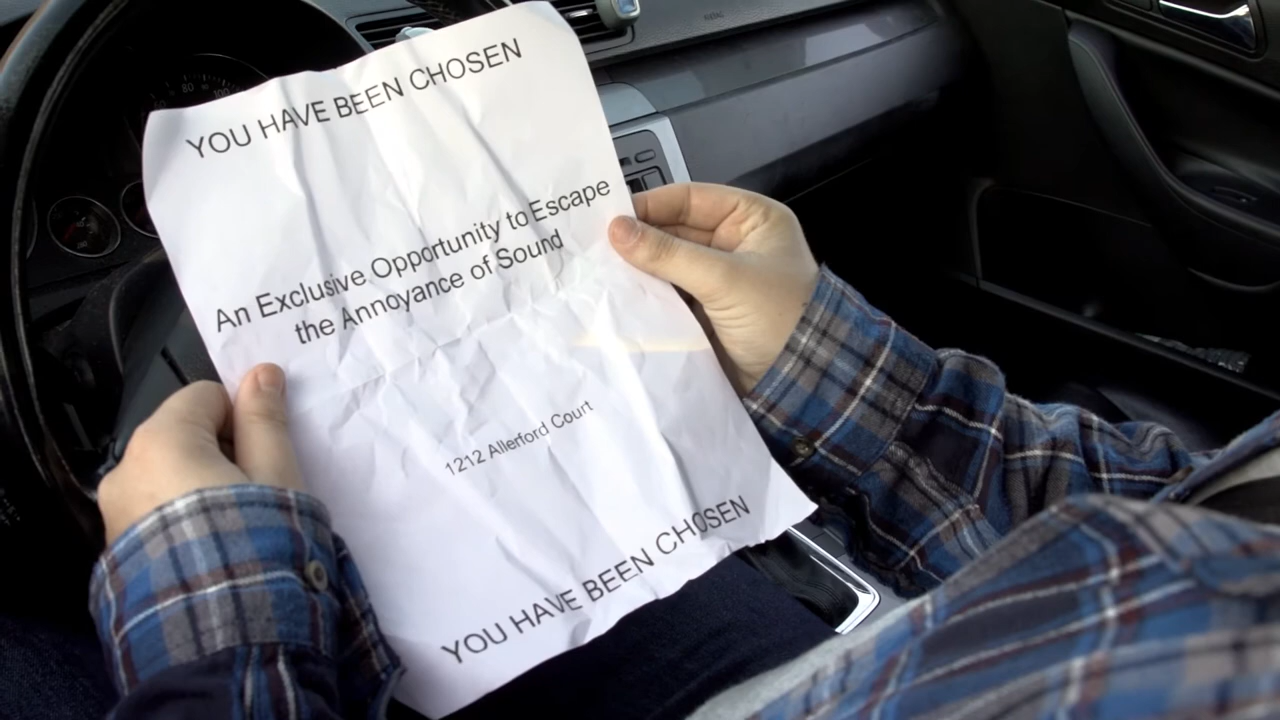 YOU HAVE BEEN CHOSEN
An Exclusive Opportunity to Escape
the Annoyance of Sound
1212 Allerford Court
YOU HAVE BEEN CHOSEN